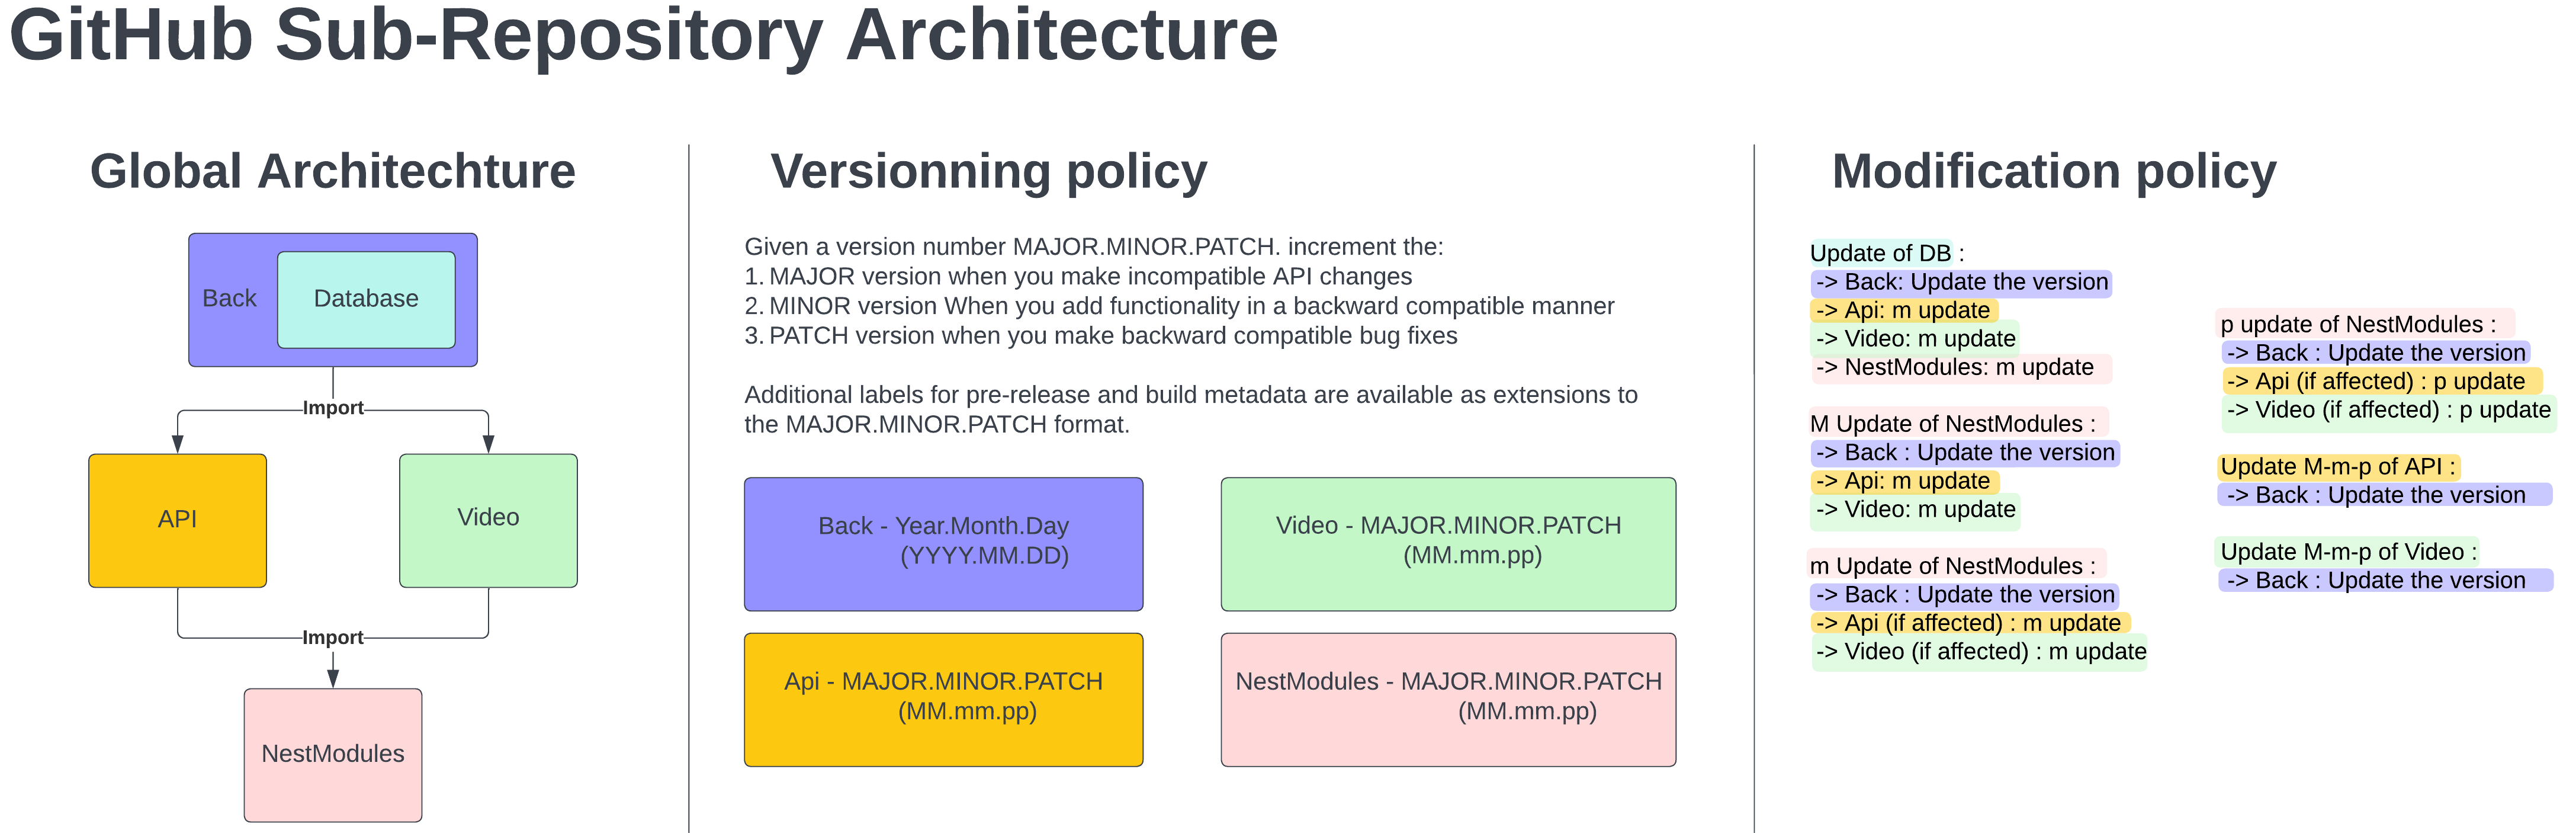 GitHub Sub-Repository Architecture
Global Architechture
Back
Database
Import
API
Video
Import
NestModules
Versionning policy
Given a version number MAJOR.MINOR.PATCH. increment the:
1. MAJOR version when you make incompatible API changes
2. MINOR version When you add functionality in a backward compatible manner
3. PATCH version when you make backward compatible bug fixes
Additional labels for pre-release and build metadata are available as extensions to
the MAJOR.MINOR.PATCH format.
Back - Year.Month.Day
(YYYY.MM.DD)
Video - MAJOR.MINOR.PATCH
(MM.mm.pp)
Api - MAJOR.MINOR.PATCH
(MM.mm.pp)
NestModules - MAJOR.MINOR.PATCH
(MM.mm.pp)
Modification policy
Update of DB :
-> Back: Update the version
-> Api: m update
-> Video: m update
-> NestModules: m update
M Update of NestModules :
-> Back : Update the version
-> Api: m update
-> Video: m update
m Update of NestModules :
-> Back : Update the version
-> Api (if affected) : m update
-> Video (if affected) : m update
p update of NestModules :
-> Back : Update the version
-> Api (if affected) : p update
-> Video (if affected) : p update
Update M-m-p of API :
-> Back : Update the version
Update M-m-p of Video :
-> Back : Update the version